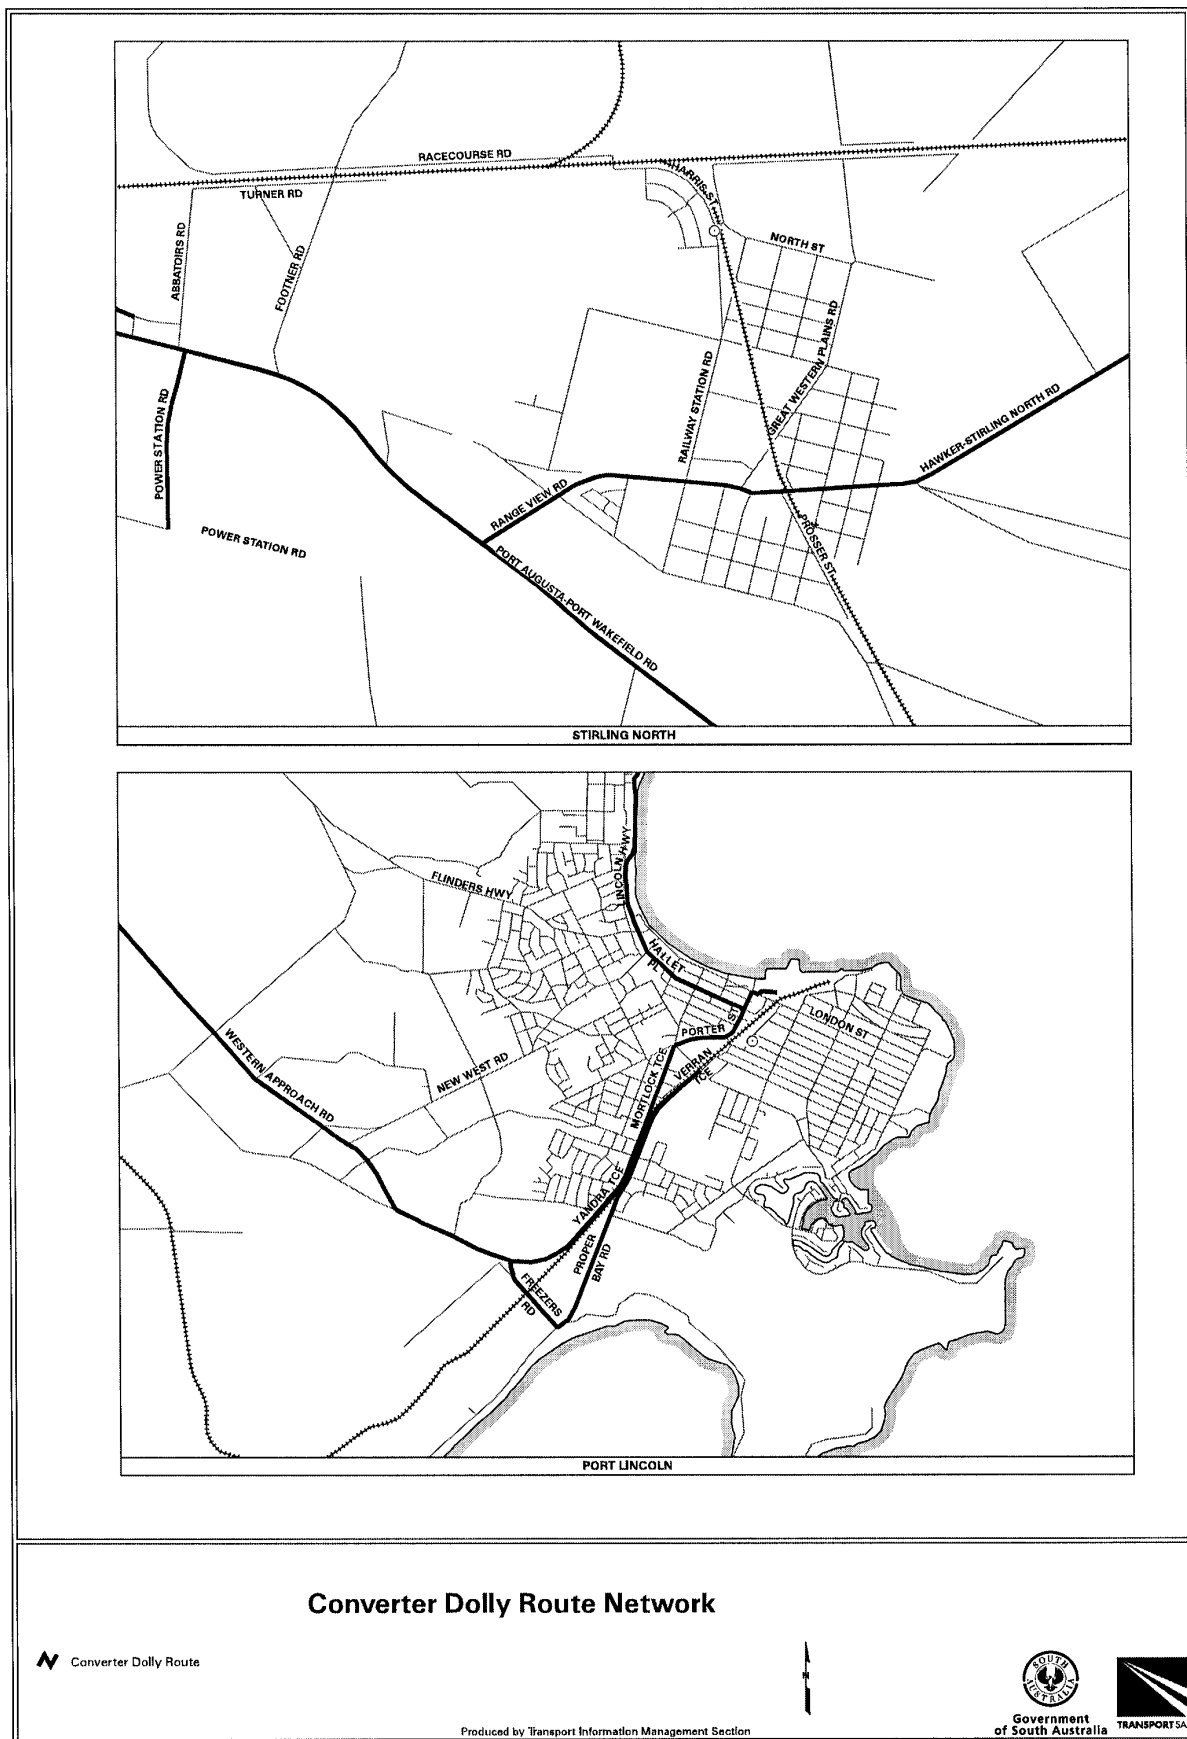 RACECOURSE RD
TURNER RD
HARRIS ST
ABBATOIRS RD
FOOTNER RD
NORTH ST
GREAT WESTERN PLAINS RD
RAILWAY STATION RD
POWER STATION RD
HAWKER-STIRLING NORTH RD
RANGE VIEW RD
POWER STATION RD
PROSSER ST
PORT AUGUSTA-PORT WAKEFIELD RD
STIRLING NORTH
LINCOLN HWY
FLINDERS HWY
HALLET
PL
LONDON ST
PORTER
ST
WESTERN APPROACH RD
NEW WEST RD
MORTLOCK TCE
VERRAN
TCE
YANDRA TCE
PROPER
BAY RD
FREEZERS
RD
PORT LINCOLN
Converter Dolly Route Network
Converter Dolly Route
N
SOUTH
AUSTRALIA
Government
of South Australia
TRANSPORT SA
Produced by Transport Information Management Section